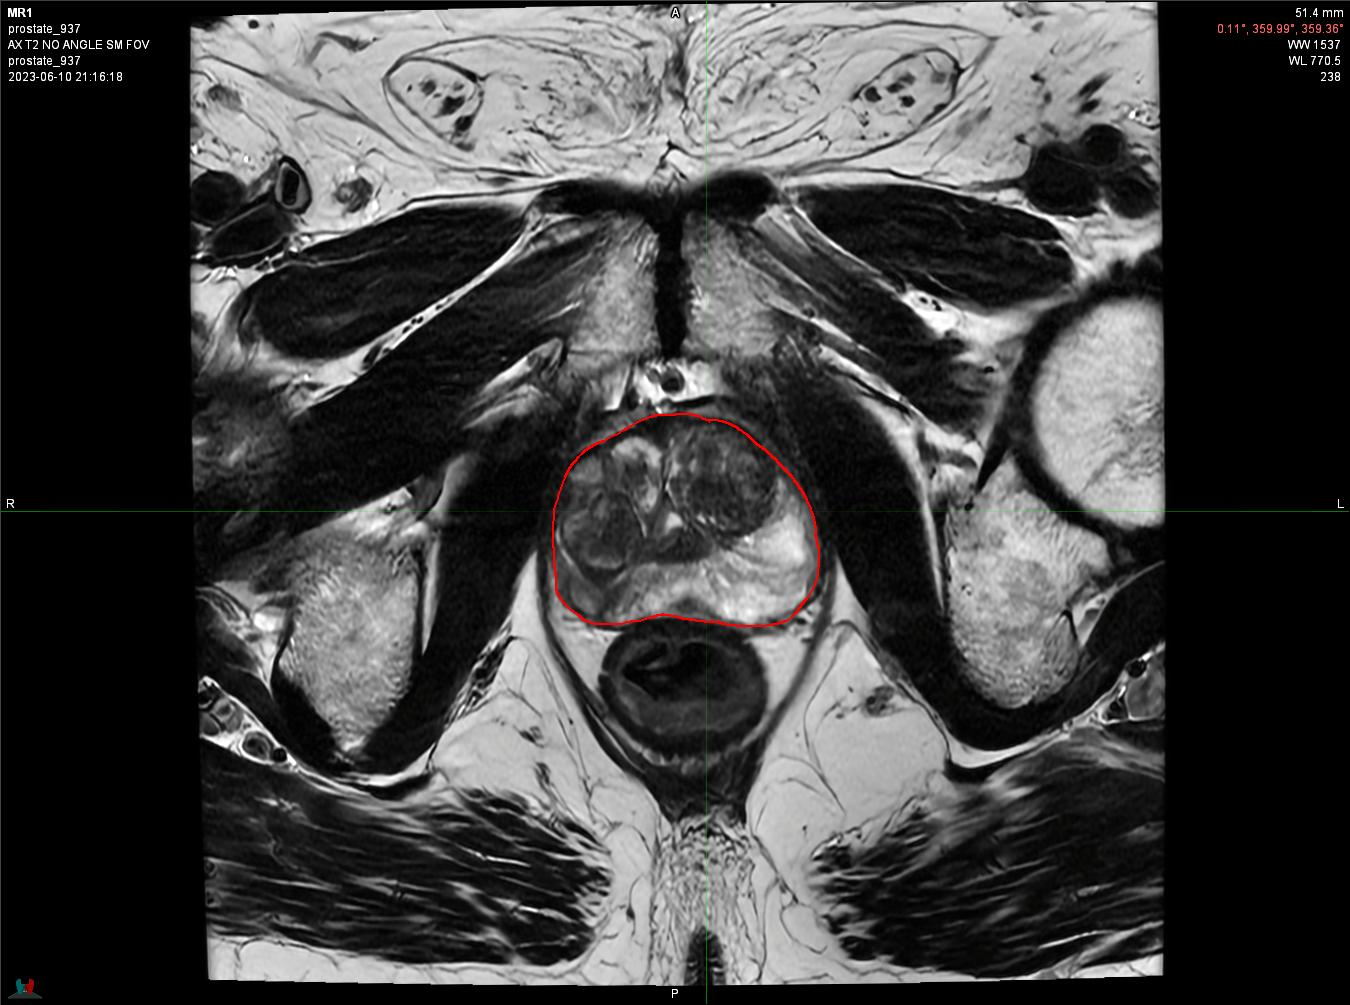 MR1
prostate_937
AX T2 NO ANGLE SM FOV
prostate_937
2023-06-10 21:16:18
A
51.4 mm
0.11°, 359.99°, 359.36°
WW 1537
WL 770.5
238
R
L
P